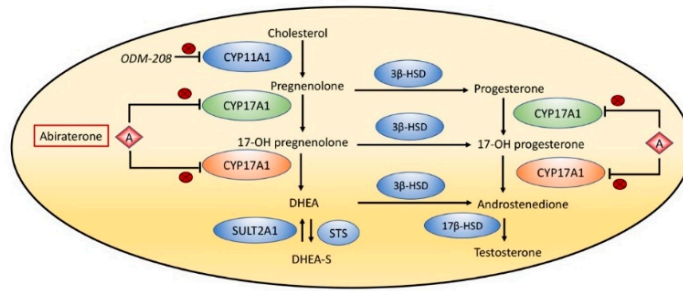 Cholesterol
ODM-208
CYP11A1
Pregnenolone
3β-HSD
Progesterone
CYP17A1
CYP17A1
Abiraterone
A
A
17-OH pregnenolone
3β-HSD
17-OH progesterone
CYP17A1
CYP17A1
3β-HSD
DHEA
Androstenedione
SULT2A1
STS
17β-HSD
DHEA-S
Testosterone